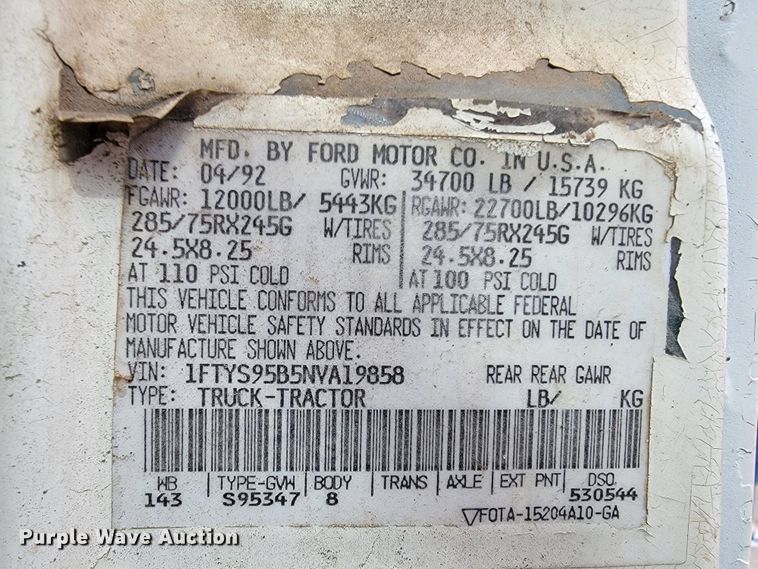 MFD. BY FORD MOTOR CO. IN U.S.A.
DATE: 04/92 GVWR: 34700 LB / 15739 KG
FGAWR: 12000LB/ 5443KG RGAWR: 22700LB/10296KG
285/75RX245G W/TIRES 285/75RX245G W/TIRES
24.5X8.25 RIMS 24.5X8.25 RIMS
AT 110 PSI COLD AT 100 PSI COLD
THIS VEHICLE CONFORMS TO ALL APPLICABLE FEDERAL
MOTOR VEHICLE SAFETY STANDARDS IN EFFECT ON THE DATE OF
MANUFACTURE SHOWN ABOVE.
VIN: 1FTYS95B5NVA19858 REAR REAR GAWR
TYPE: TRUCK-TRACTOR LB/ KG
WB TYPE-GVW BODY TRANS AXLE EXT PNT DSO
143 S95347 8 530544
▽FOTA-15204A10-GA
Purple Wave Auction